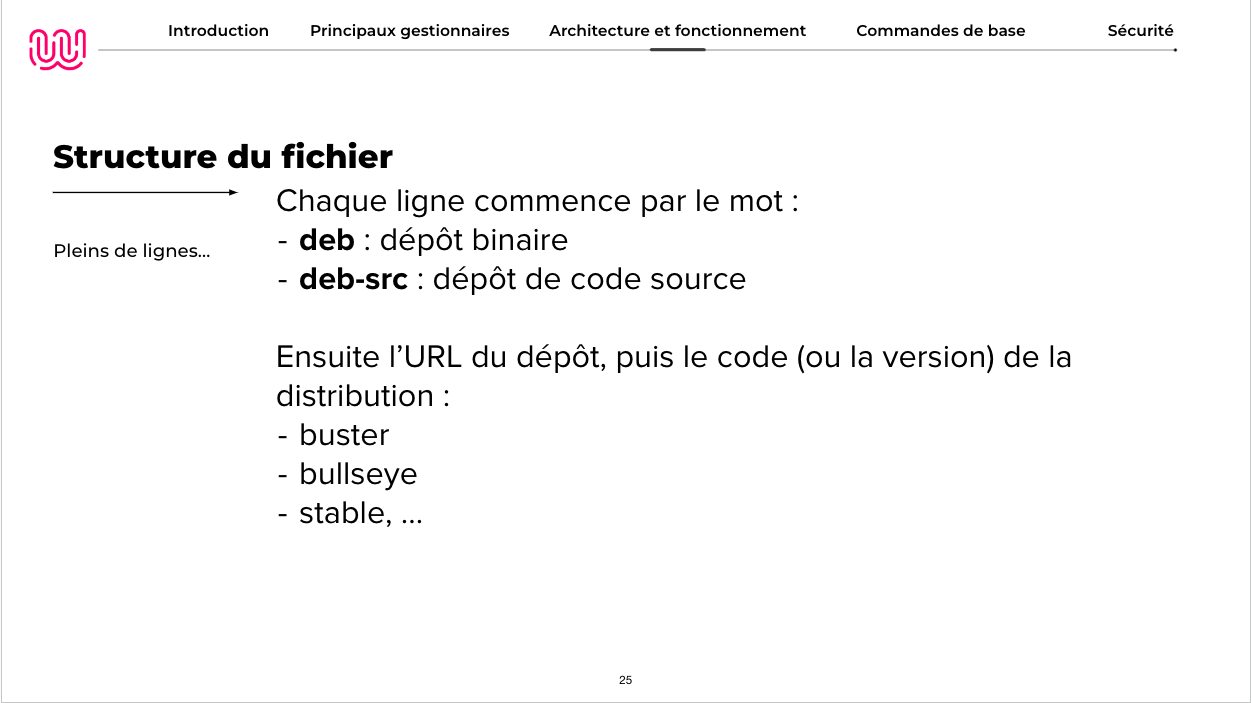 Introduction
Principaux gestionnaires
Architecture et fonctionnement
Commandes de base
Sécurité
Structure du fichier
Pleins de lignes...
Chaque ligne commence par le mot :
- deb : dépôt binaire
- deb-src : dépôt de code source
Ensuite l’URL du dépôt, puis le code (ou la version) de la
distribution :
- buster
- bullseye
- stable, ...
25